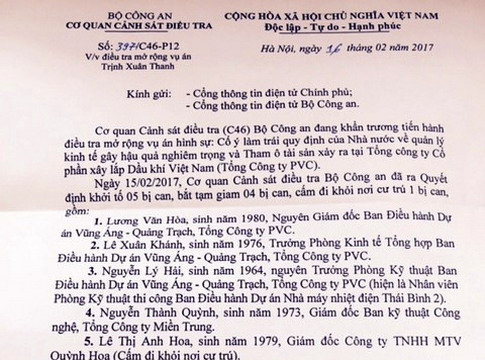 BỘ CÔNG AN
CƠ QUAN CẢNH SÁT ĐIỀU TRA
CỘNG HÒA XÃ HỘI CHỦ NGHĨA VIỆT NAM
Độc lập - Tự do - Hạnh phúc
Số: 397/C46-P12
V/v điều tra mở rộng vụ án
Trịnh Xuân Thanh
Hà Nội, ngày 16 tháng 02 năm 2017
Kính gửi: - Cổng thông tin điện tử Chính phủ;
- Cổng thông tin điện tử Bộ Công an.
Cơ quan Cảnh sát điều tra (C46) Bộ Công an đang khẩn trương tiến hành
điều tra mở rộng vụ án hình sự: Cố ý làm trái quy định của Nhà nước về quản lý
kinh tế gây hậu quả nghiêm trọng và Tham ô tài sản xảy ra tại Tổng công ty Cổ
phần xây lắp Dầu khí Việt Nam (Tổng Công ty PVC).
Ngày 15/02/2017, Cơ quan Cảnh sát điều tra Bộ Công an đã ra Quyết
định khởi tố 05 bị can, bắt tạm giam 04 bị can, cấm đi khỏi nơi cư trú 1 bị can,
gồm:
1. Lương Văn Hòa, sinh năm 1980, Nguyên Giám đốc Ban Điều hành Dự
án Vũng Áng - Quảng Trạch, Tổng Công ty PVC.
2. Lê Xuân Khánh, sinh năm 1976, Trưởng Phòng Kinh tế Tổng hợp Ban
Điều hành Dự án Vũng Áng - Quảng Trạch, Tổng Công ty PVC.
3. Nguyễn Lý Hải, sinh năm 1964, nguyên Trưởng Phòng Kỹ thuật Ban
Điều hành Dự án Vũng Áng - Quảng Trạch, Tổng Công ty PVC (hiện là Nhân viên
Phòng Kỹ thuật thi công Ban Điều hành Dự án Nhà máy nhiệt điện Thái Bình 2).
4. Nguyễn Thành Quỳnh, sinh năm 1973, Giám đốc Ban kỹ thuật Công
nghệ, Tổng Công ty Miền Trung.
5. Lê Thị Anh Hoa, sinh năm 1979, Giám đốc Công ty TNHH MTV
Quỳnh Hoa (Cấm đi khỏi nơi cư trú).